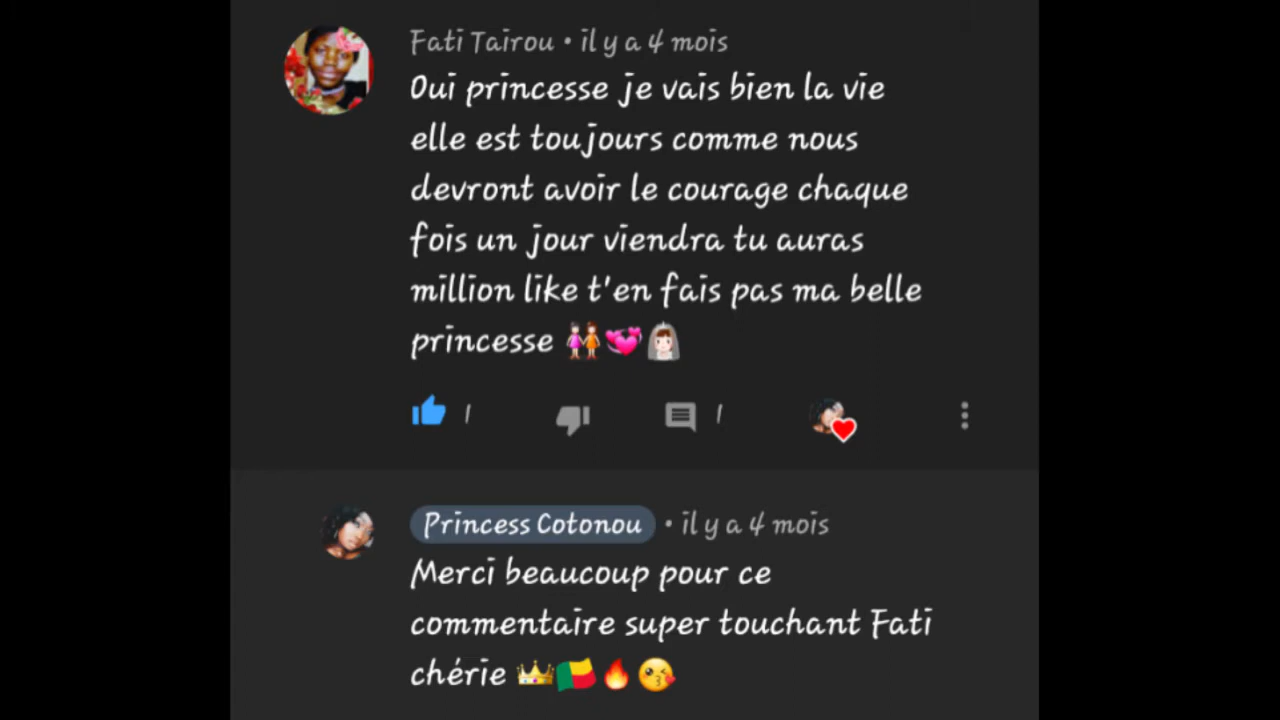 Fati Tairou • il y a 4 mois
Oui princesse je vais bien la vie
elle est toujours comme nous
devront avoir le courage chaque
fois un jour viendra tu auras
million like t'en fais pas ma belle
princesse 👭💞👰
1 1
Princess Cotonou • il y a 4 mois
Merci beaucoup pour ce
commentaire super touchant Fati
chérie 👑🇧🇯🔥😘